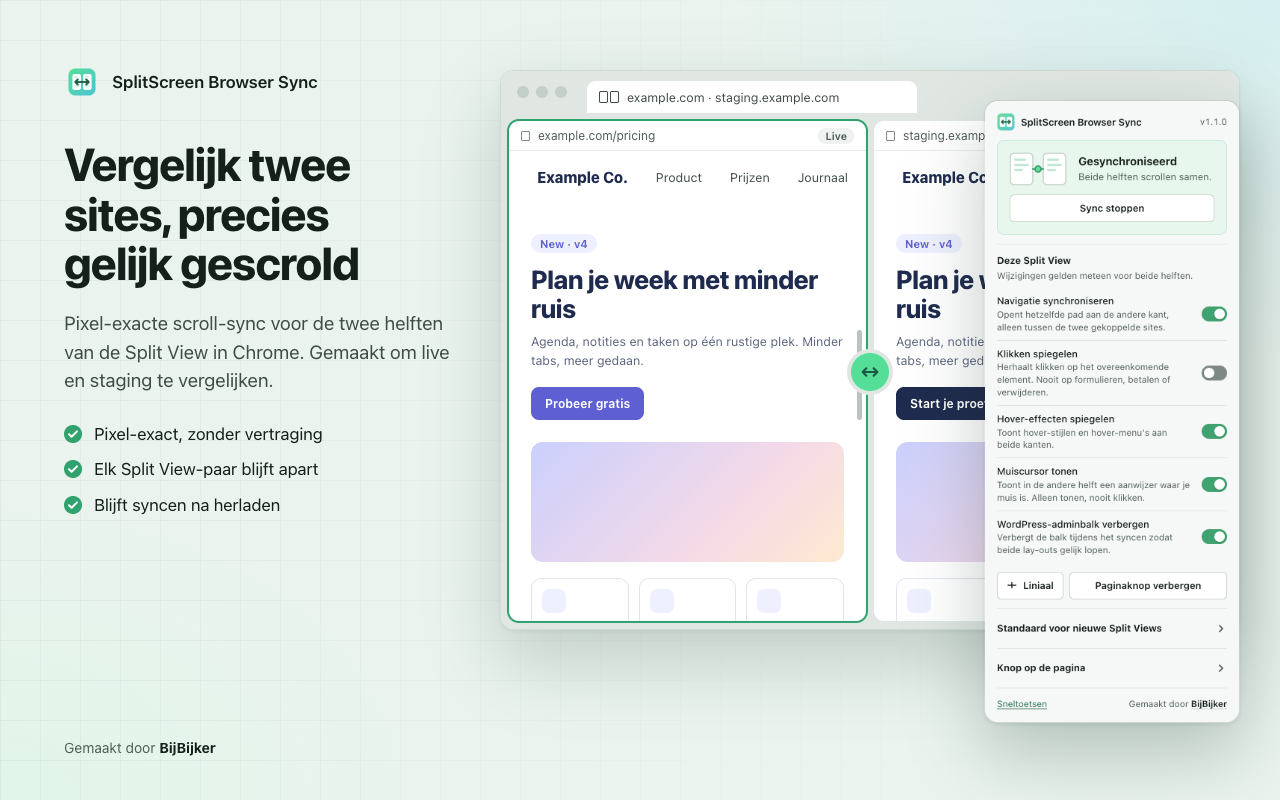 SplitScreen Browser Sync
Vergelijk twee
sites, precies
gelijk gescrold
Pixel-exacte scroll-sync voor de twee helften
van de Split View in Chrome. Gemaakt om live
en staging te vergelijken.
Pixel-exact, zonder vertraging
Elk Split View-paar blijft apart
Blijft syncen na herladen
Gemaakt door BijBijker
example.com · staging.example.com
example.com/pricing
Live
Example Co.
Product
Prijzen
Journaal
New · v4
Plan je week met minder
ruis
Agenda, notities en taken op één rustige plek. Minder
tabs, meer gedaan.
Probeer gratis
staging.examp
Example Co.
New · v4
Plan je w
ruis
Agenda, notities
tabs, meer geda
Start je proe
SplitScreen Browser Sync
v1.1.0
Gesynchroniseerd
Beide helften scrollen samen.
Sync stoppen
Deze Split View
Wijzigingen gelden meteen voor beide helften.
Navigatie synchroniseren
Opent hetzelfde pad aan de andere kant,
alleen tussen de twee gekoppelde sites.
Klikken spiegelen
Herhaalt klikken op het overeenkomende
element. Nooit op formulieren, betalen of
verwijderen.
Hover-effecten spiegelen
Toont hover-stijlen en hover-menu's aan
beide kanten.
Muiscursor tonen
Toont in de andere helft een aanwijzer waar je
muis is. Alleen tonen, nooit klikken.
WordPress-adminbalk verbergen
Verbergt de balk tijdens het syncen zodat
beide lay-outs gelijk lopen.
Liniaal
Paginaknop verbergen
Standaard voor nieuwe Split Views
Knop op de pagina
Sneltoetsen
Gemaakt door BijBijker